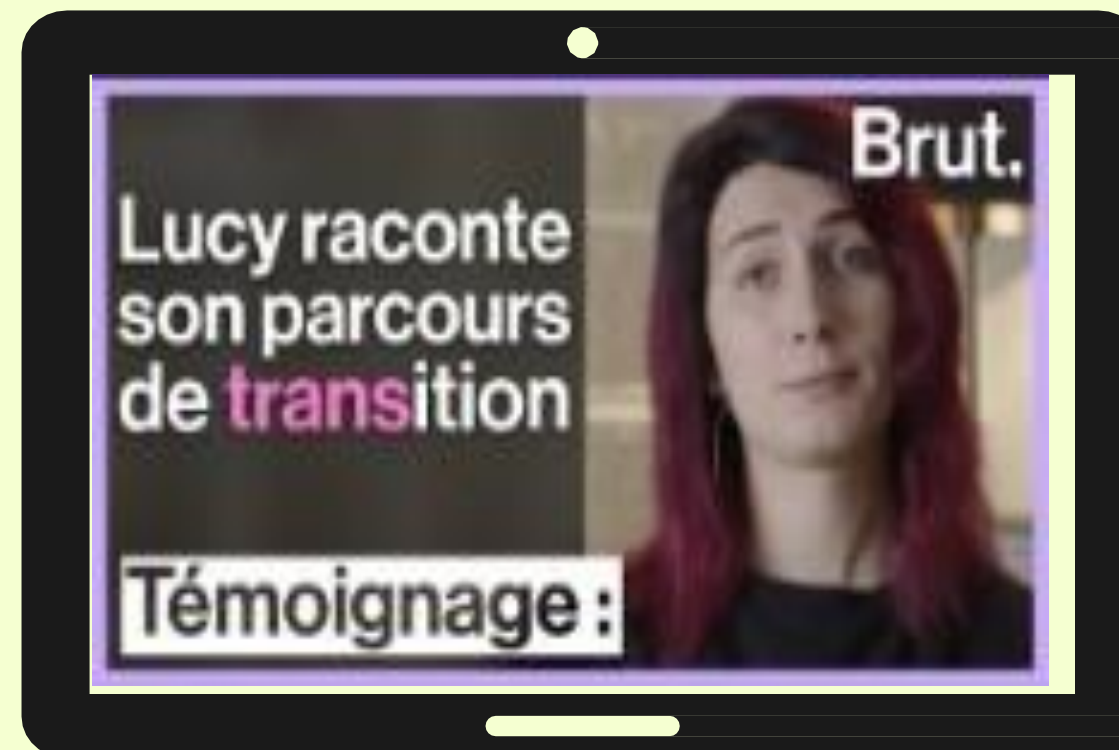 Brut.
Lucy raconte
son parcours
de transition
Témoignage :